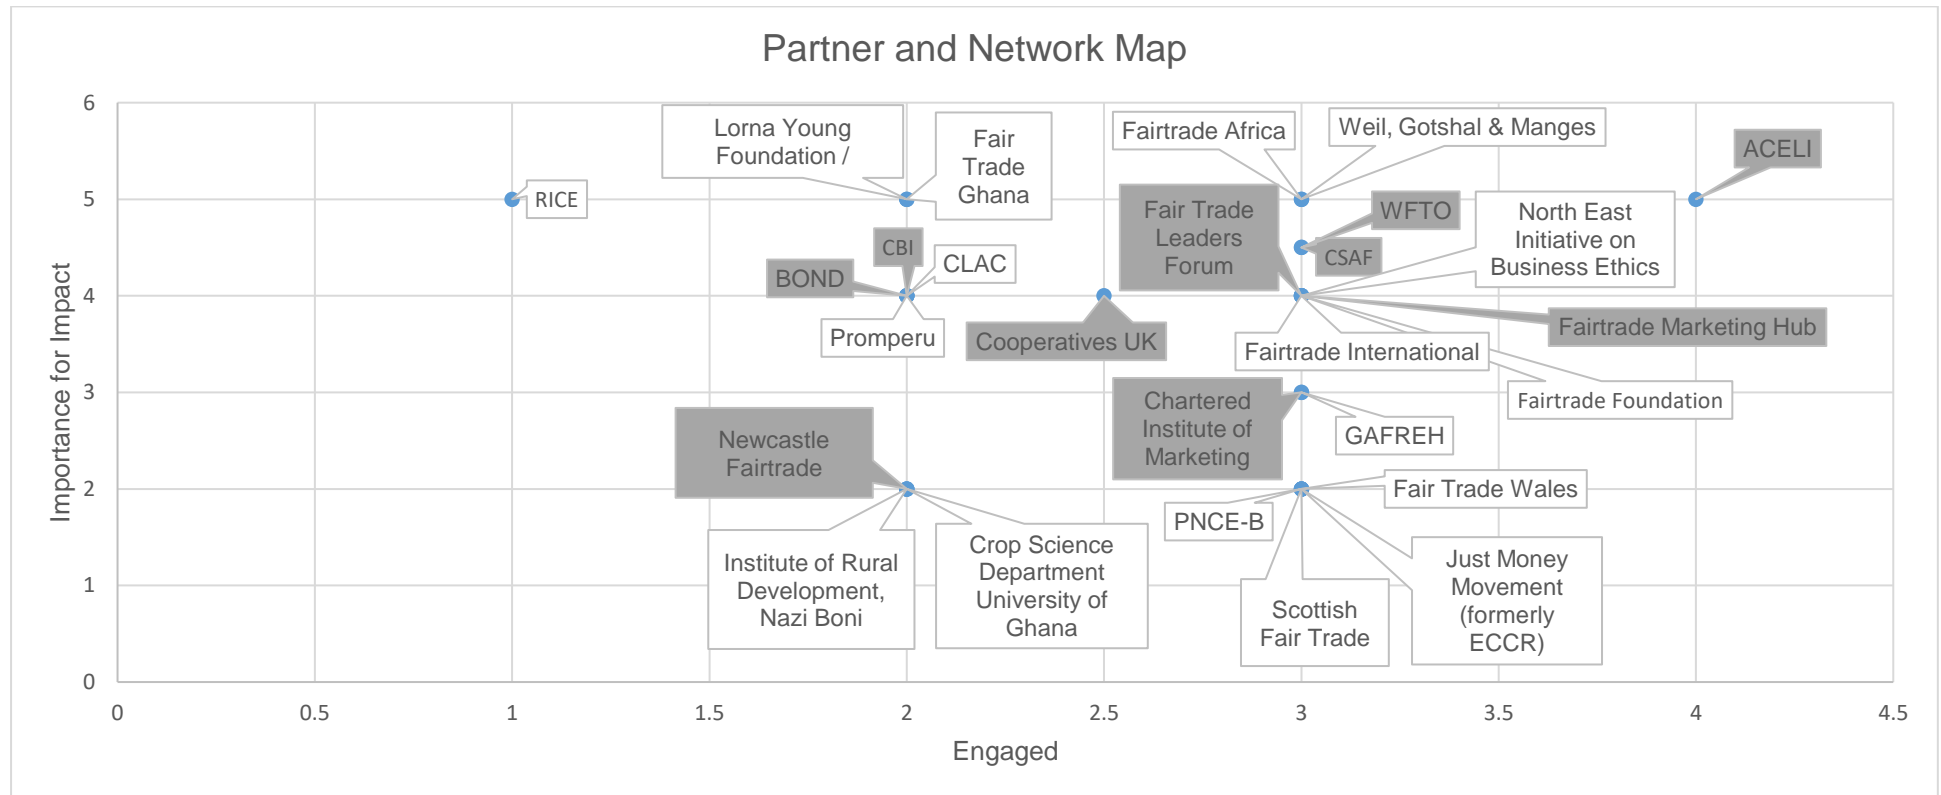 Partner and Network Map
Importance for Impact
6
5
4
3
2
1
0
Lorna Young
Foundation /
Fair
Trade
Ghana
Fairtrade Africa
Weil, Gotshal & Manges
ACELI
RICE
Fair Trade
Leaders
Forum
WFTO
CSAF
North East
Initiative on
Business Ethics
BOND
CBI
CLAC
Promperu
Cooperatives UK
Fairtrade International
Fairtrade Marketing Hub
Fairtrade Foundation
Chartered
Institute of
Marketing
GAFREH
Newcastle
Fairtrade
Fair Trade Wales
PNCE-B
Institute of Rural
Development,
Nazi Boni
Crop Science
Department
University of
Ghana
Scottish
Fair Trade
Just Money
Movement
(formerly
ECCR)
0
0.5
1
1.5
2
2.5
3
3.5
4
4.5
Engaged